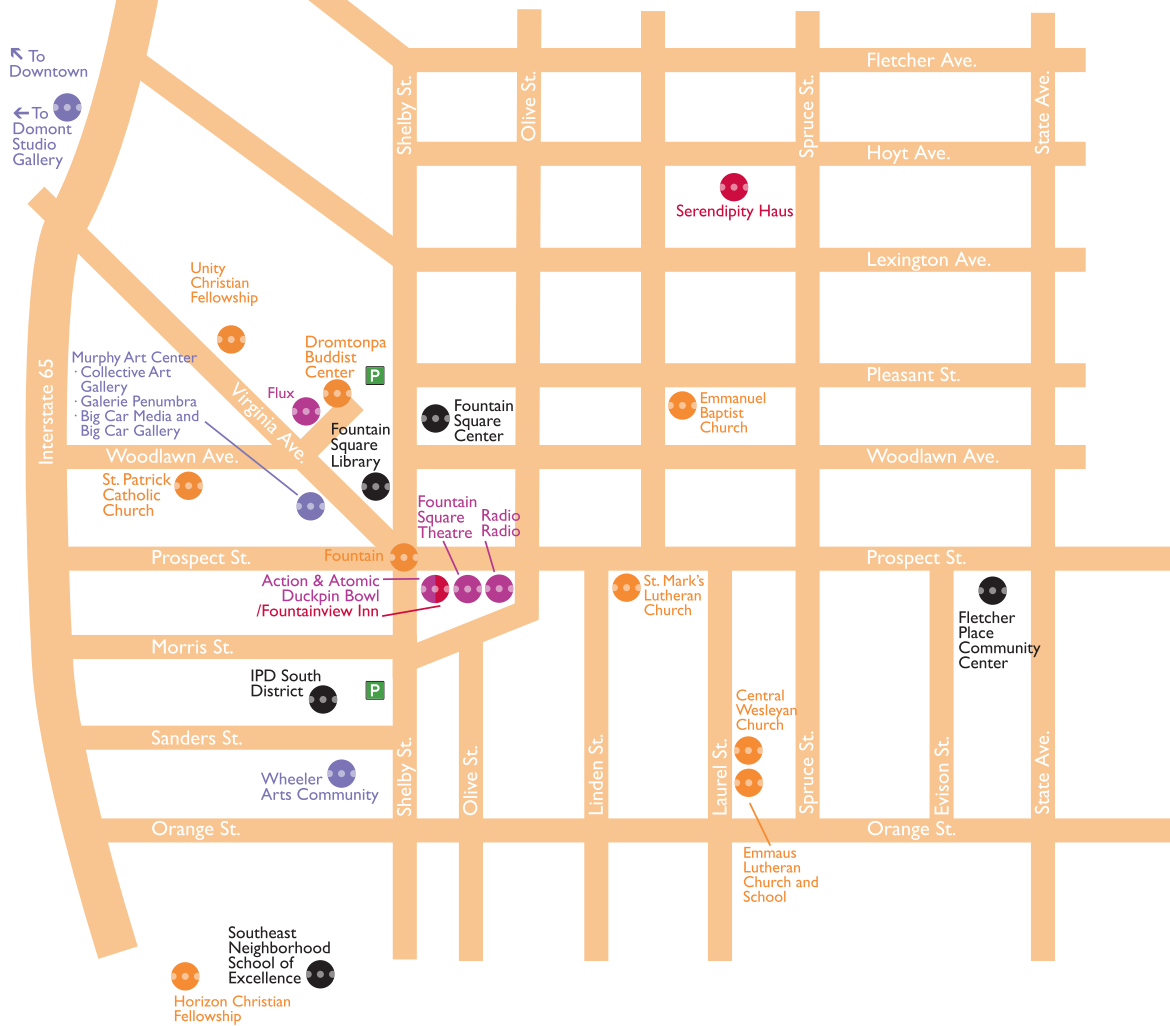 To
Downtown
To
Domont
Studio
Gallery
Fletcher Ave.
Shelby St.
Olive St.
Spruce St.
State Ave.
Hoyt Ave.
Serendipity Haus
Lexington Ave.
Unity
Christian
Fellowship
Interstate 65
Murphy Art Center
· Collective Art
Gallery
· Galerie Penumbra
· Big Car Media and
Big Car Gallery
Virginia Ave.
Dromtonpa
Buddist
Center
P
Flux
Pleasant St.
Fountain
Square
Center
Emmanuel
Baptist
Church
Fountain
Square
Library
Woodlawn Ave.
Woodlawn Ave.
St. Patrick
Catholic
Church
Fountain
Square
Theatre
Radio
Radio
Prospect St.
Fountain
Prospect St.
Action & Atomic
Duckpin Bowl
/Fountainview Inn
St. Mark's
Lutheran
Church
Fletcher
Place
Community
Center
Morris St.
IPD South
District
P
Central
Wesleyan
Church
Sanders St.
Wheeler
Arts Community
Shelby St.
Olive St.
Linden St.
Laurel St.
Spruce St.
Evison St.
State Ave.
Orange St.
Orange St.
Emmaus
Lutheran
Church and
School
Southeast
Neighborhood
School of
Excellence
Horizon Christian
Fellowship